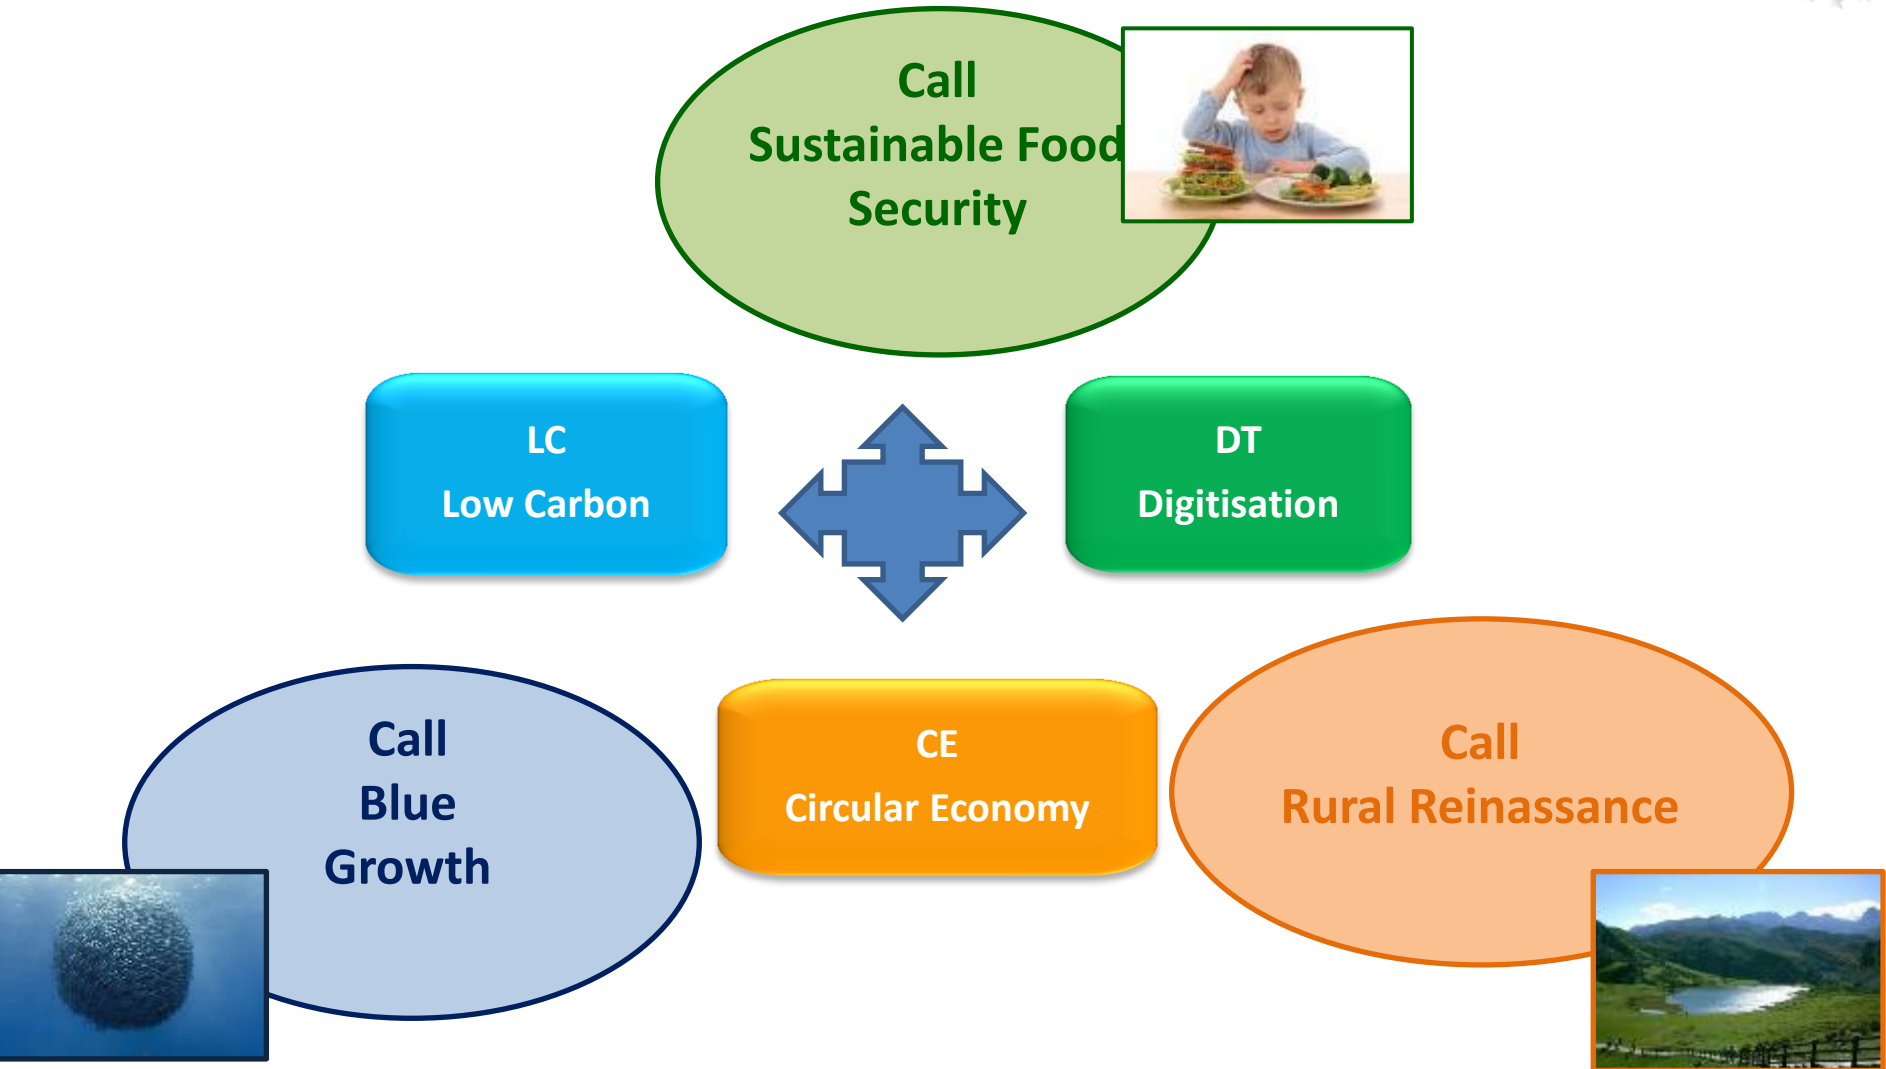 Call
Sustainable Food
Security
LC
Low Carbon
DT
Digitisation
Call
Blue
Growth
CE
Circular Economy
Call
Rural Reinassance